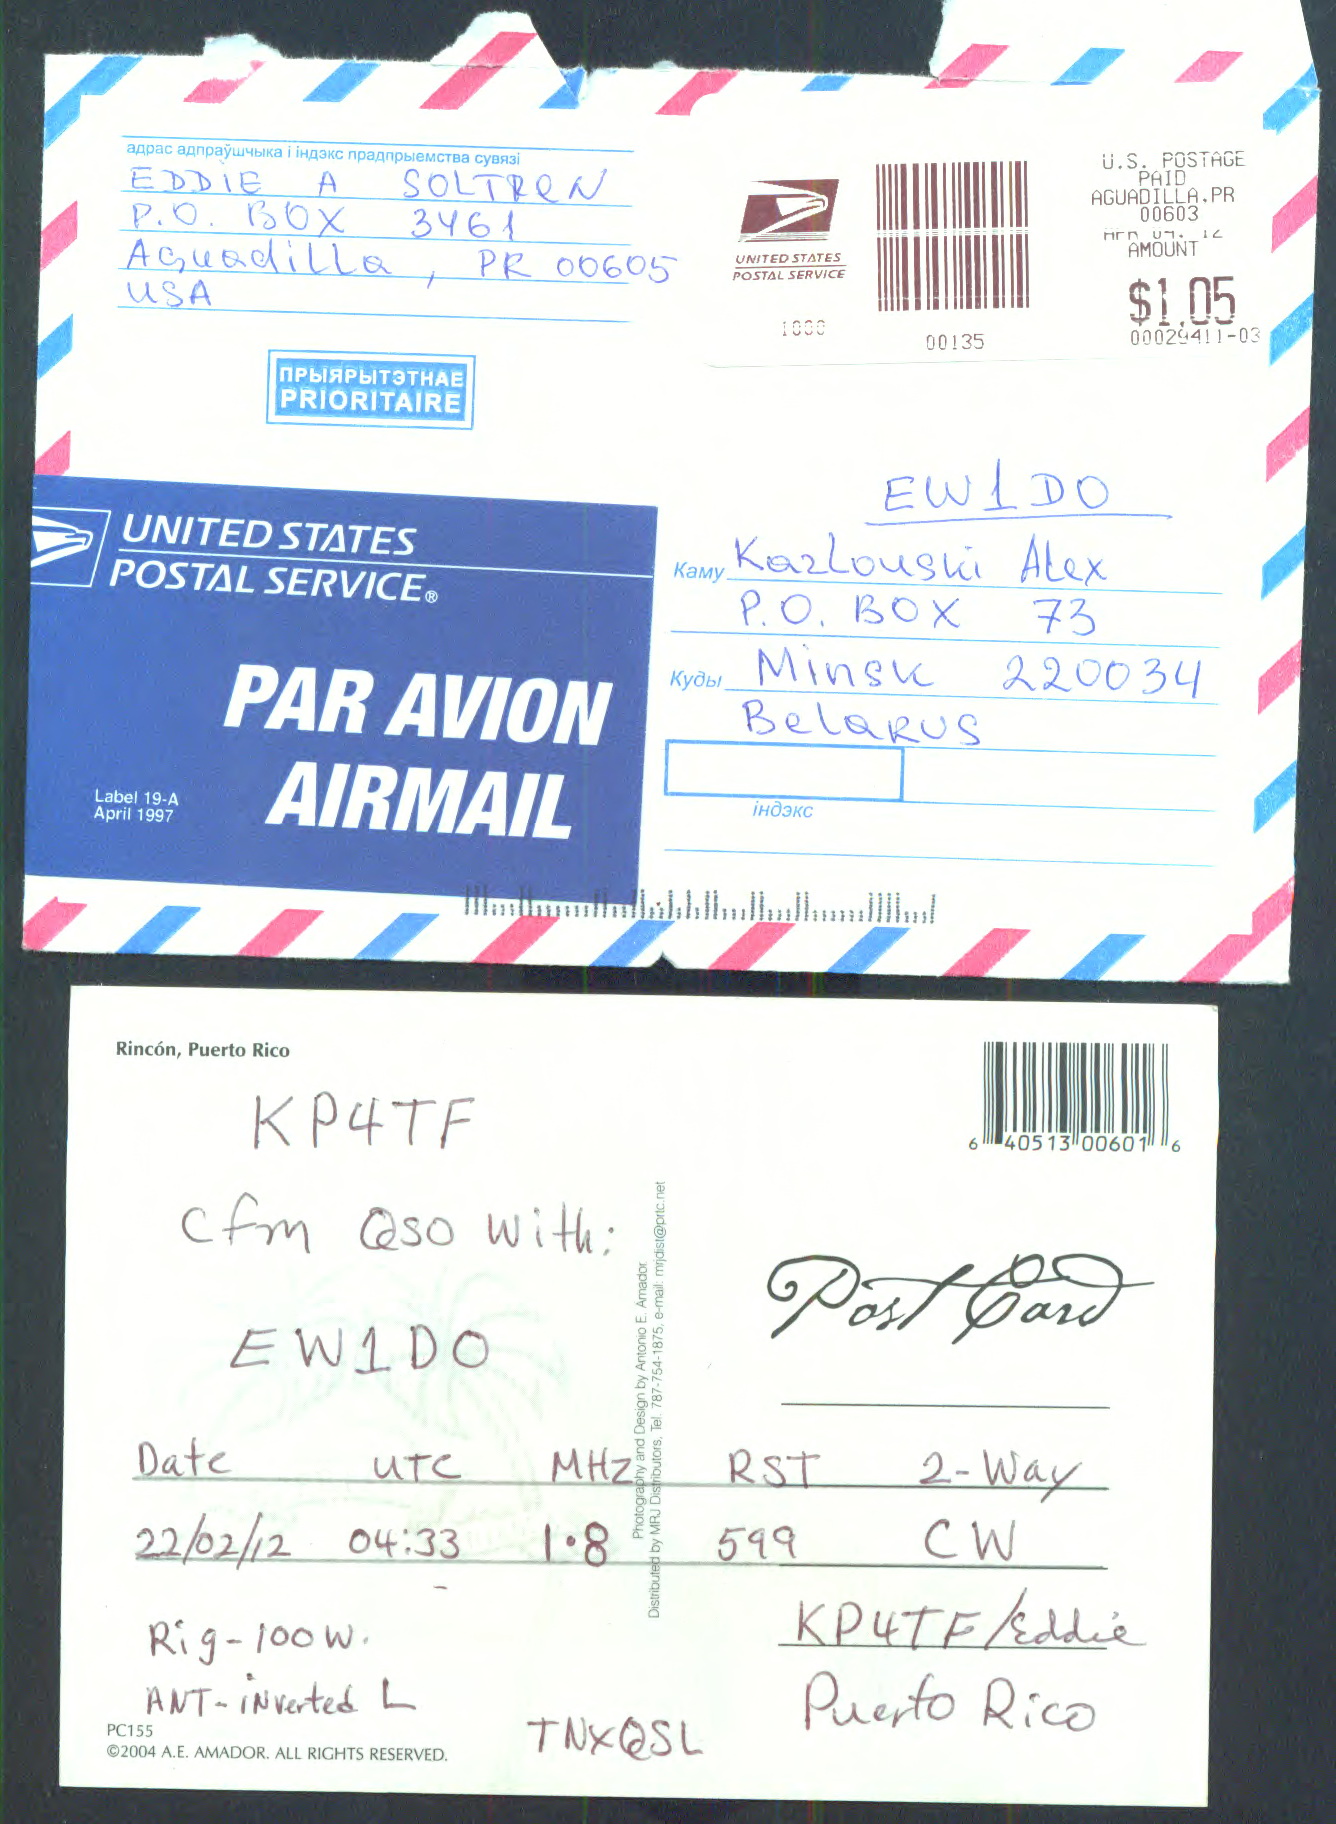 адрас адпраўшчыка і індэкс прадпрыемства сувязі
EDDIE A SOLTREN
P.O. BOX 3461
Aguadilla, PR 00605
USA
UNITED STATES
POSTAL SERVICE
1000
00135
U.S. POSTAGE
PAID
AGUADILLA.PR
00603
AMOUNT
$1.05
00029411-03
ПРЫЯРЫТЭТНАЕ
PRIORITAIRE
UNITED STATES
POSTAL SERVICE®
PAR AVION
AIRMAIL
Label 19-A
April 1997
EW1DO
Каму Kazlouski Alex
P.O. BOX 73
Куды Minsk 220034
Belarus
індэкс
Rincón, Puerto Rico
KP4TF
Cfm QSO With:
EW1DO
6 40513 00601 6
Post Card
Photography and Design by Antonio E. Amador
Distributed by MRJ Distributors, Tel. 787-754-1875, e-mail: mrjdist@prtc.net
Date UTC MHz RST 2-Way
22/02/12 04:33 1.8 599 CW
Rig-100W.
ANT-inverted L
KP4TF/Eddie
Puerto Rico
TNXQSL
PC155
©2004 A.E. AMADOR. ALL RIGHTS RESERVED.